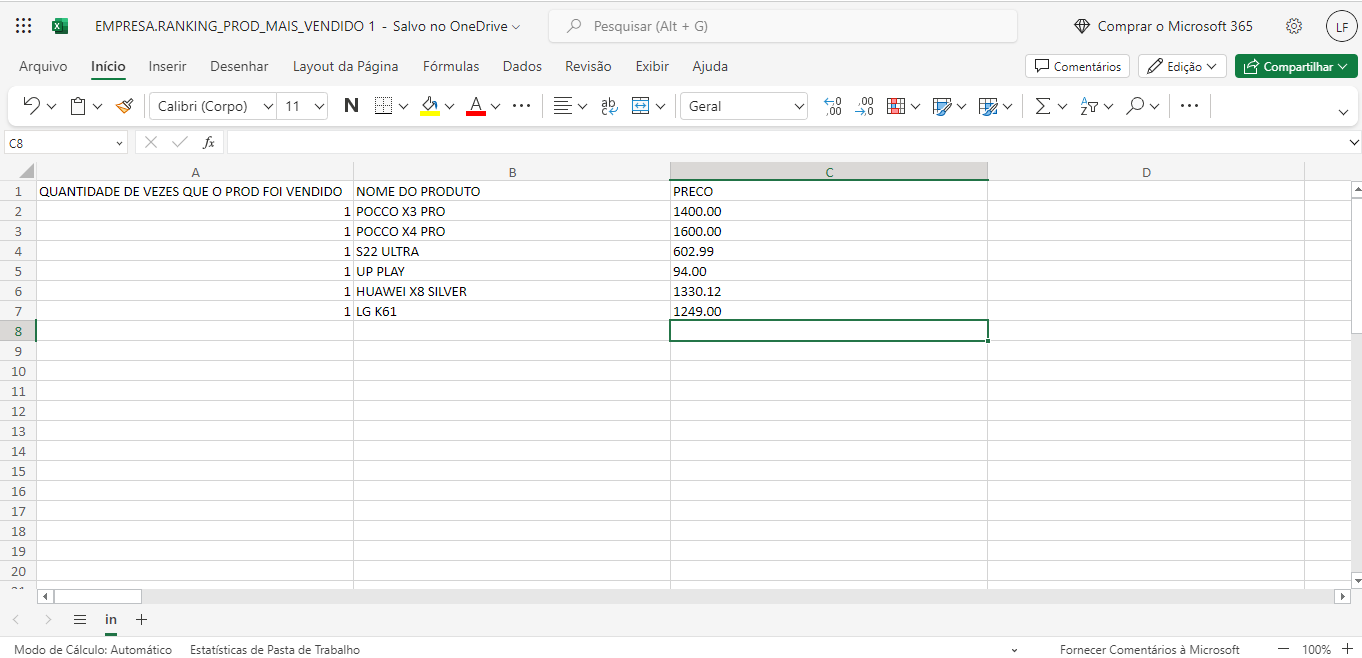 EMPRESA.RANKING_PROD_MAIS_VENDIDO 1 - Salvo no OneDrive
Pesquisar (Alt + G)
Comprar o Microsoft 365
LF
Arquivo Início Inserir Desenhar Layout da Página Fórmulas Dados Revisão Exibir Ajuda
Comentários
Edição
Compartilhar
Calibri (Corpo) 11 N A ab Geral
C8 fx
A B C D
1 QUANTIDADE DE VEZES QUE O PROD FOI VENDIDO NOME DO PRODUTO PRECO
2 1 POCCO X3 PRO 1400.00
3 1 POCCO X4 PRO 1600.00
4 1 S22 ULTRA 602.99
5 1 UP PLAY 94.00
6 1 HUAWEI X8 SILVER 1330.12
7 1 LG K61 1249.00
8
9
10
11
12
13
14
15
16
17
18
19
20
in
Modo de Cálculo: Automático Estatísticas de Pasta de Trabalho Fornecer Comentários à Microsoft 100%